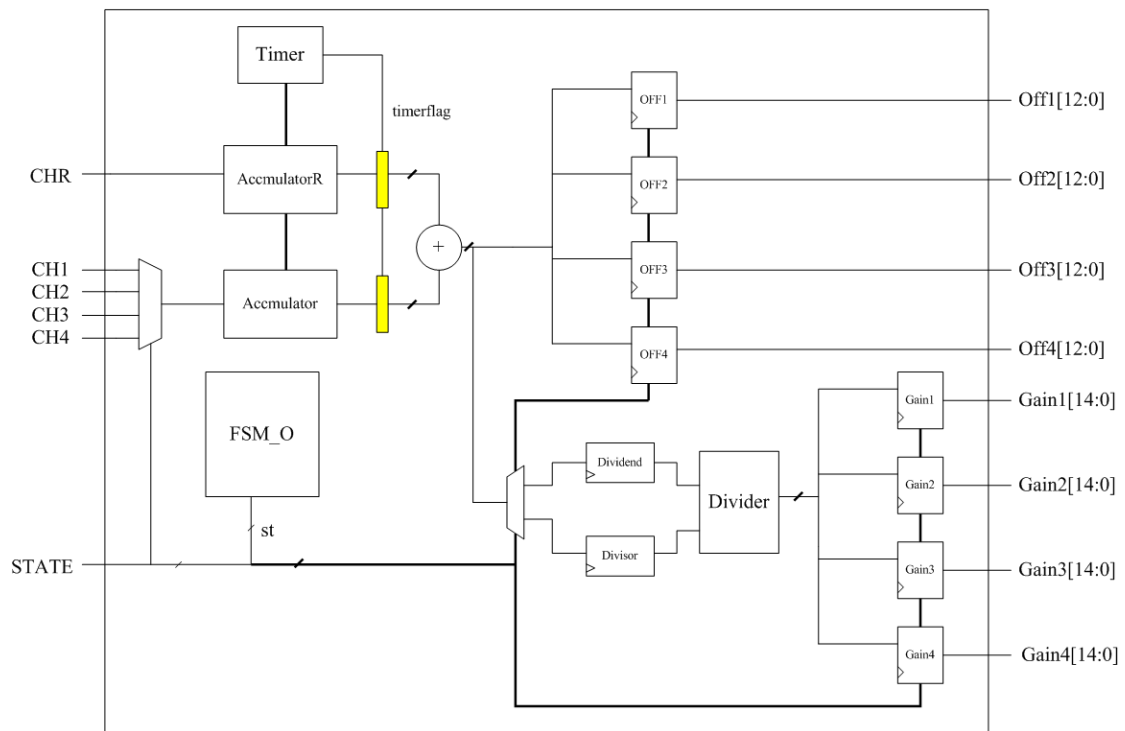 Timer
timerflag
CHR
AccmulatorR
+
CH1
CH2
CH3
CH4
Accmulator
FSM_O
st
STATE
OFF1
OFF2
OFF3
OFF4
Off1[12:0]
Off2[12:0]
Off3[12:0]
Off4[12:0]
Dividend
Divisor
Divider
Gain1
Gain2
Gain3
Gain4
Gain1[14:0]
Gain2[14:0]
Gain3[14:0]
Gain4[14:0]